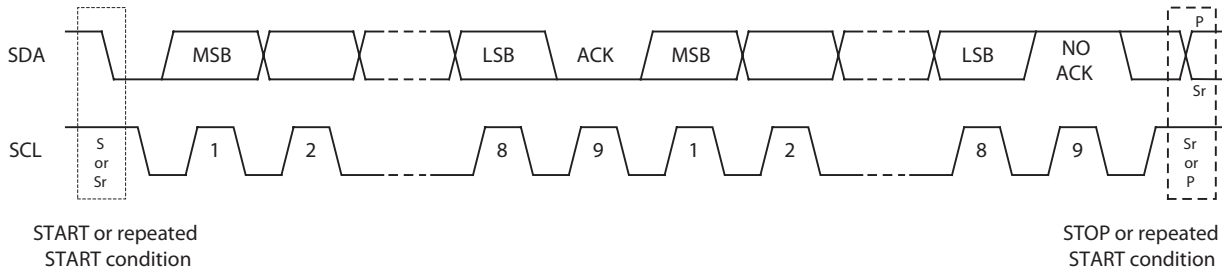 P
SDA MSB LSB ACK MSB LSB NO
ACK
Sr
SCL S
or
Sr 1 2 8 9 1 2 8 9 Sr
or
P
START or repeated
START condition
STOP or repeated
START condition